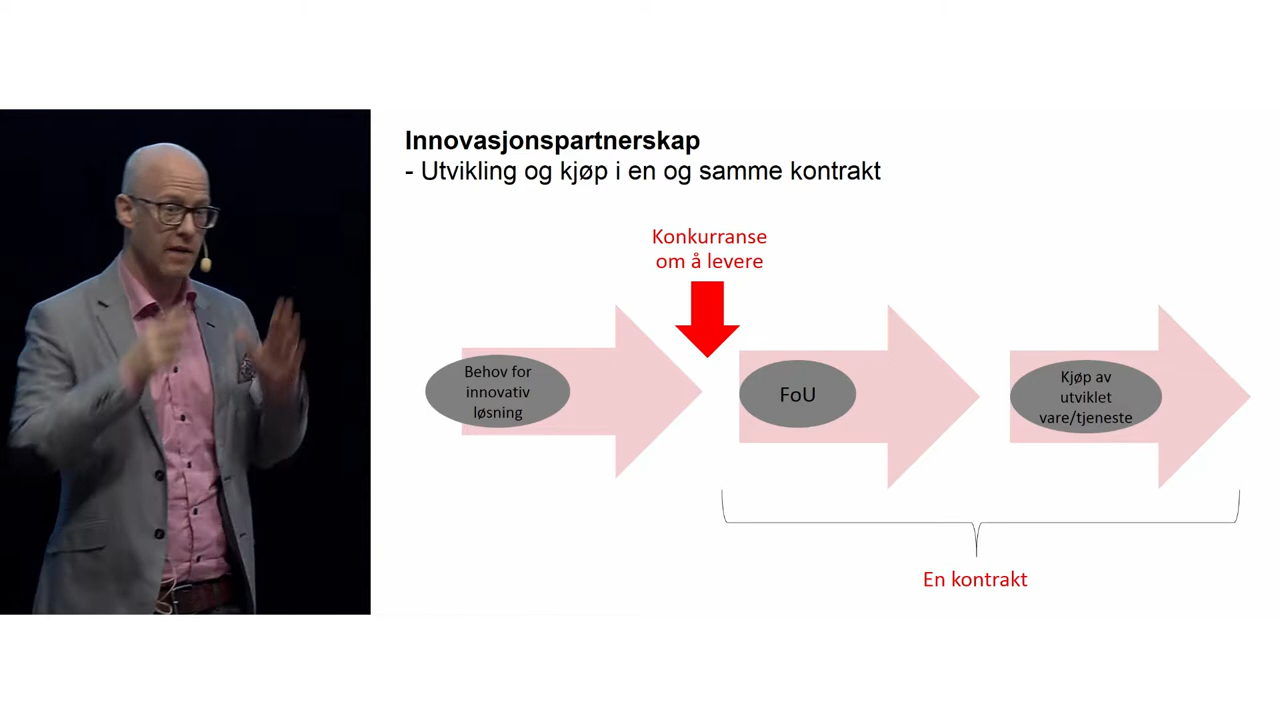 Innovasjonspartnerskap
- Utvikling og kjøp i en og samme kontrakt
Konkurranse
om å levere
Behov for
innovativ
løsning
FoU
Kjøp av
utviklet
vare/tjeneste
En kontrakt